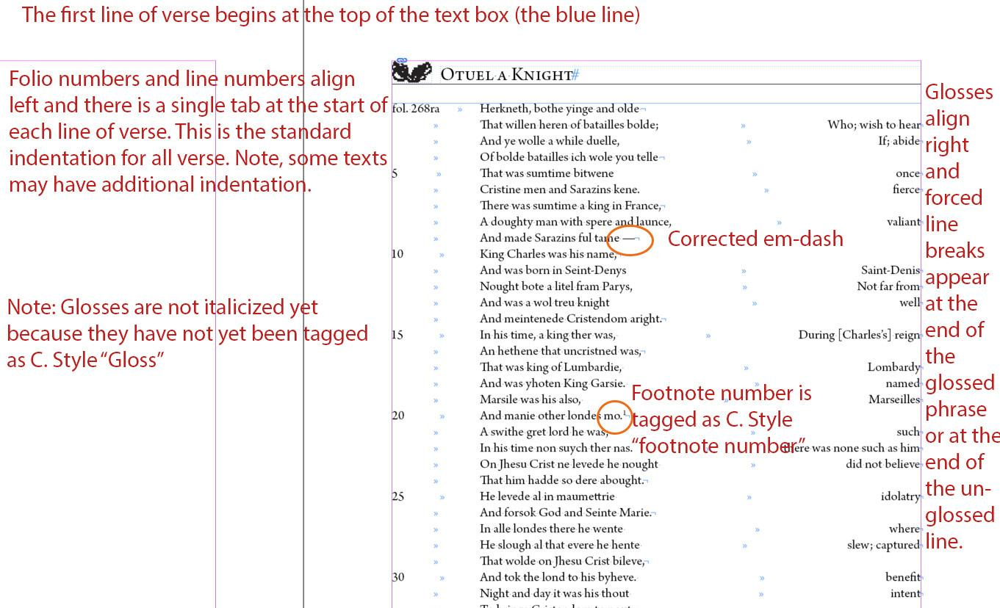 The first line of verse begins at the top of the text box (the blue line)
Folio numbers and line numbers align
left and there is a single tab at the start of
each line of verse. This is the standard
indentation for all verse. Note, some texts
may have additional indentation.
Note: Glosses are not italicized yet
because they have not yet been tagged
as C. Style “Gloss”
Otuel a Knight#
fol. 268ra » Herkneth, bothe yinge and olde¬
» That willen heren of batailles bolde; » Who; wish to hear¬
» And ye wolle a while duelle, » If; abide¬
» Of bolde batailles ich wole you telle¬
5 » That was sumtime bitwene » once¬
» Cristine men and Sarazins kene. » fierce¬
» There was sumtime a king in France,¬
» A doughty man with spere and launce, » valiant¬
» And made Sarazins ful tame —¬
10 » King Charles was his name,¬
» And was born in Seint-Denys » Saint-Denis¬
» Nought bote a litel fram Parys, » Not far from¬
» And was a wol treu knight » well¬
» And meintenede Cristendom aright.¬
15 » In his time, a king ther was, » During [Charles’s] reign¬
» An hethene that uncristned was,¬
» That was king of Lumbardie, » Lombardy¬
» And was yhoten King Garsie. » named¬
» Marsile was his also, » Marseilles¬
20 » And manie other londes mo.¹¬
» A swithe gret lord he was, » such¬
» In his time non suych ther nas. » there was none such as him¬
» On Jhesu Crist ne levede he nought » did not believe¬
» That him hadde so dere abought.¬
25 » He levede al in maumettrie » idolatry¬
» And forsok God and Seinte Marie.¬
» In alle londes there he wente » where¬
» He slough al that evere he hente » slew; captured¬
» That wolde on Jhesu Crist bileve,¬
30 » And tok the lond to his byheve. » benefit¬
» Night and day it was his thout » intent¬
Corrected em-dash
Footnote number is
tagged as C. Style
“footnote number”
Glosses
align
right
and
forced
line
breaks
appear
at the
end of
the
glossed
phrase
or at the
end of
the un-
glossed
line.